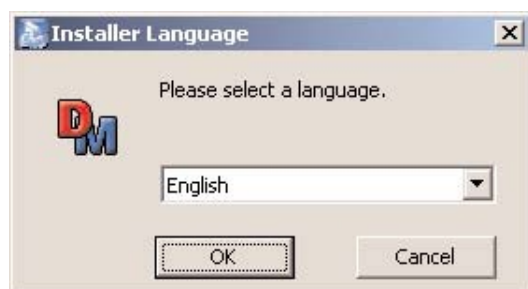 Installer Language
Please select a language.
DM
English
OK
Cancel